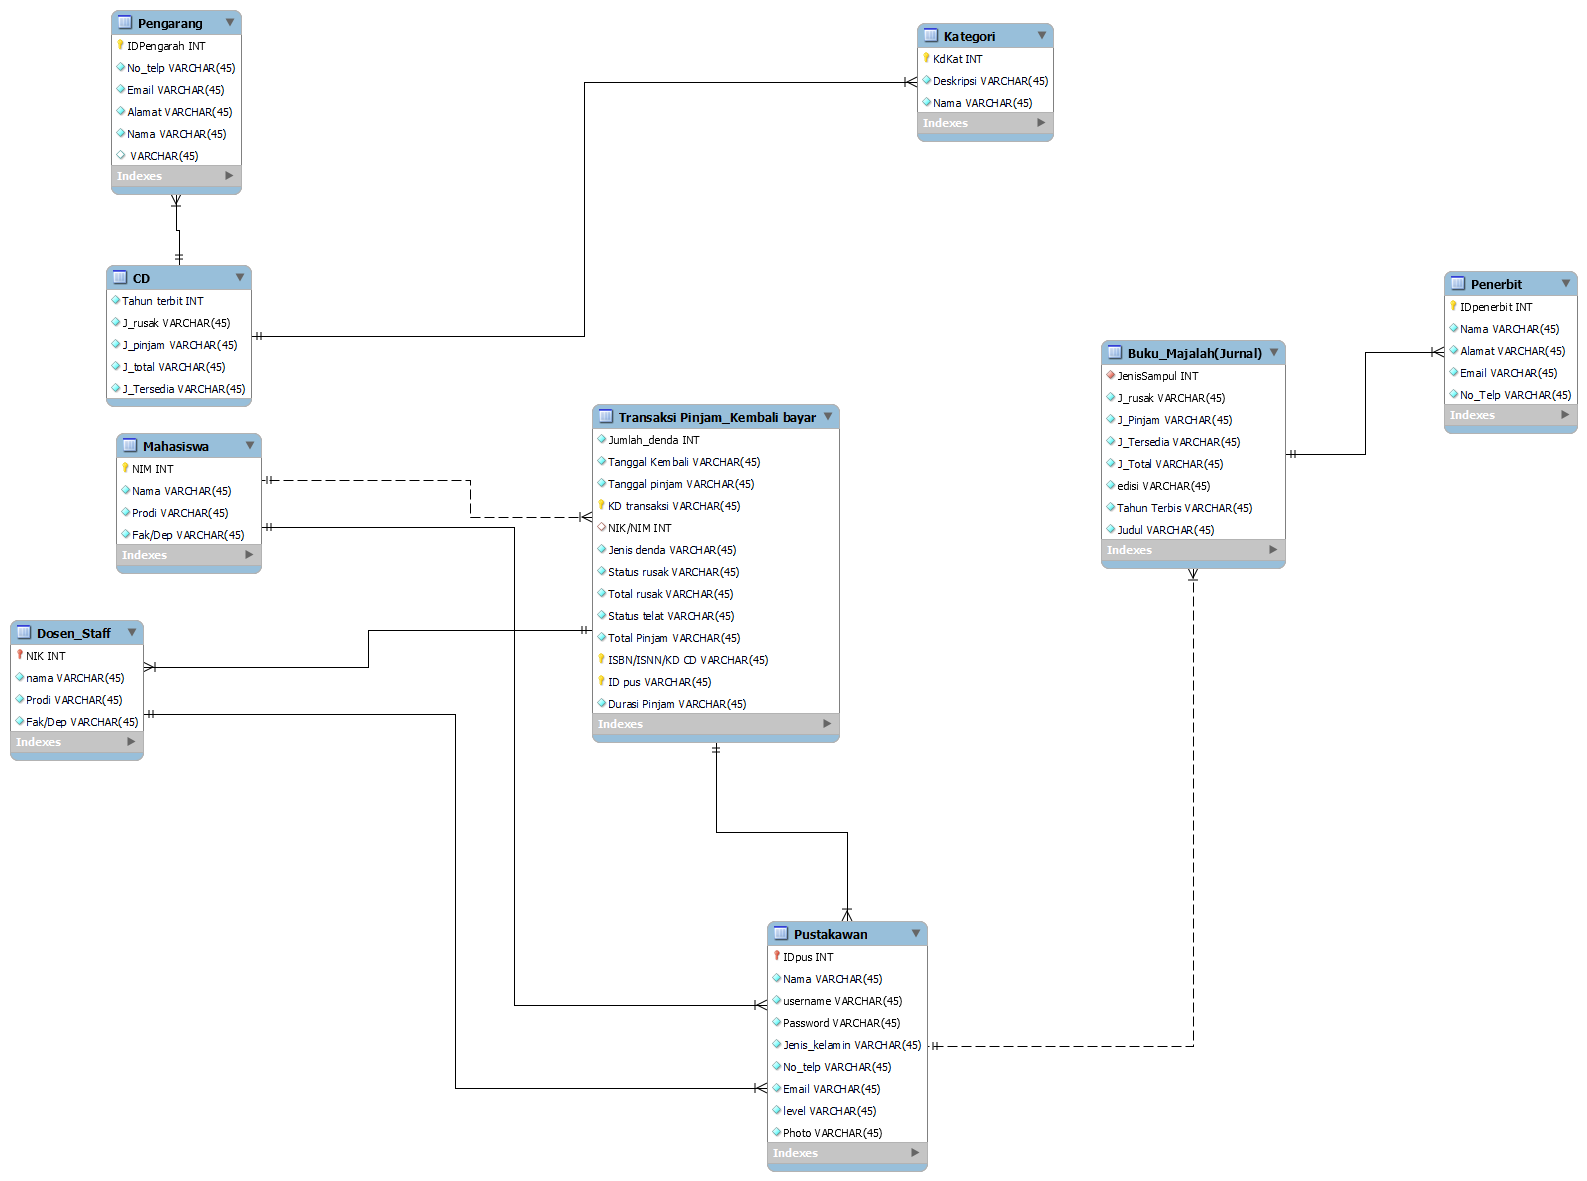 Pengarang
IDPengarah INT
No_telp VARCHAR(45)
Email VARCHAR(45)
Alamat VARCHAR(45)
Nama VARCHAR(45)
VARCHAR(45)
Indexes
Kategori
KdKat INT
Deskripsi VARCHAR(45)
Nama VARCHAR(45)
Indexes
CD
Tahun terbit INT
J_rusak VARCHAR(45)
J_pinjam VARCHAR(45)
J_total VARCHAR(45)
J_Tersedia VARCHAR(45)
Penerbit
IDpenerbit INT
Nama VARCHAR(45)
Alamat VARCHAR(45)
Email VARCHAR(45)
No_Telp VARCHAR(45)
Indexes
Buku_Majalah(Jurnal)
JenisSampul INT
J_rusak VARCHAR(45)
J_Pinjam VARCHAR(45)
J_Tersedia VARCHAR(45)
J_Total VARCHAR(45)
edisi VARCHAR(45)
Tahun Terbis VARCHAR(45)
Judul VARCHAR(45)
Indexes
Mahasiswa
NIM INT
Nama VARCHAR(45)
Prodi VARCHAR(45)
Fak/Dep VARCHAR(45)
Indexes
Transaksi Pinjam_Kembali bayar
Jumlah_denda INT
Tanggal Kembali VARCHAR(45)
Tanggal pinjam VARCHAR(45)
KD transaksi VARCHAR(45)
NIK/NIM INT
Jenis denda VARCHAR(45)
Status rusak VARCHAR(45)
Total rusak VARCHAR(45)
Status telat VARCHAR(45)
Total Pinjam VARCHAR(45)
ISBN/ISNN/KD CD VARCHAR(45)
ID pus VARCHAR(45)
Durasi Pinjam VARCHAR(45)
Indexes
Dosen_Staff
NIK INT
nama VARCHAR(45)
Prodi VARCHAR(45)
Fak/Dep VARCHAR(45)
Indexes
Pustakawan
IDpus INT
Nama VARCHAR(45)
username VARCHAR(45)
Password VARCHAR(45)
Jenis_kelamin VARCHAR(45)
No_telp VARCHAR(45)
Email VARCHAR(45)
level VARCHAR(45)
Photo VARCHAR(45)
Indexes